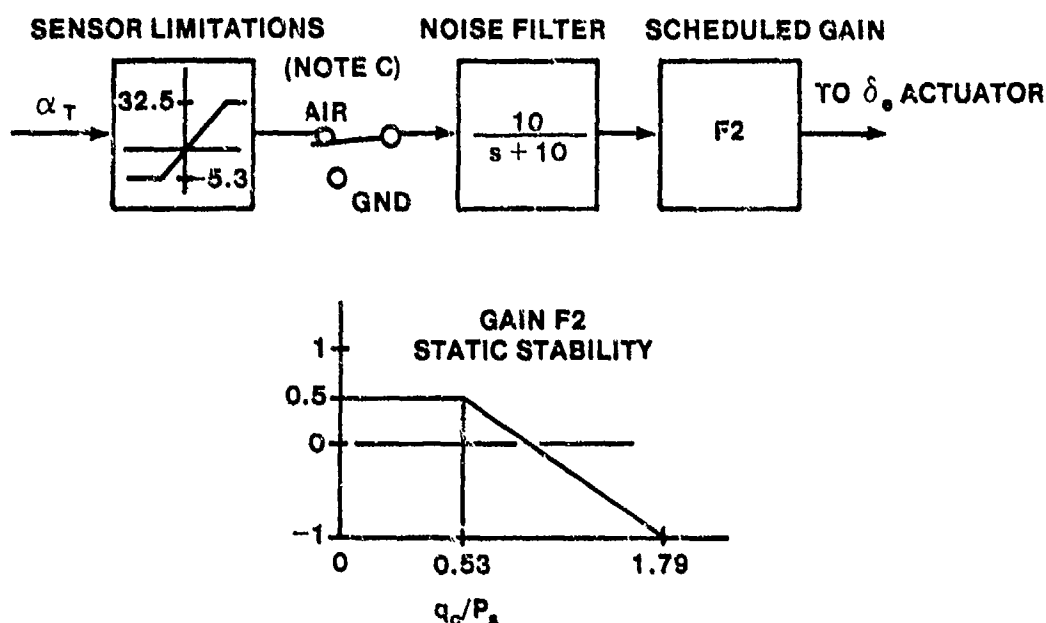 SENSOR LIMITATIONS
NOISE FILTER
SCHEDULED GAIN
(NOTE C)
α T
32.5
-5.3
AIR
GND
10
s + 10
F2
TO δe ACTUATOR
GAIN F2
STATIC STABILITY
1
0.5
0
-1
0
0.53
1.79
qc/Ps